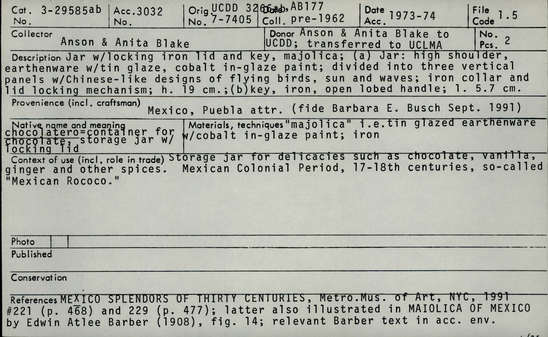 Cat. No. 3-29585ab Acc. No. 3032 Orig. No. UCDD 7-7405 Date Coll. AB177 pre-1962 Date Acc. 1973-74 File Code 1.5
Collector Anson & Anita Blake Donor Anson & Anita Blake to UCDD; transferred to UCLMA No. Pcs. 2
Description Jar w/locking iron lid and key, majolica; (a) Jar: high shoulder,
earthenware w/tin glaze, cobalt in-glaze paint; divided into three vertical
panels w/Chinese-like designs of flying birds, sun and waves; iron collar and
lid locking mechanism; h. 19 cm.;(b)key, iron, open lobed handle; l. 5.7 cm.
Provenience (incl. craftsman) Mexico, Puebla attr. (fide Barbara E. Busch Sept. 1991)
Native name and meaning
chocolatero=container for
chocolate, storage jar w/
locking lid
Materials, techniques "majolica" i.e.tin glazed earthenware
w/cobalt in-glaze paint; iron
Context of use (incl. role in trade) Storage jar for delicacies such as chocolate, vanilla,
ginger and other spices. Mexican Colonial Period, 17-18th centuries, so-called
"Mexican Rococo."
Photo
Published
Conservation
References MEXICO SPLENDORS OF THIRTY CENTURIES, Metro.Mus. of Art, NYC, 1991
#221 (p. 468) and 229 (p. 477); latter also illustrated in MAIOLICA OF MEXICO
by Edwin Atlee Barber (1908), fig. 14; relevant Barber text in acc. env.